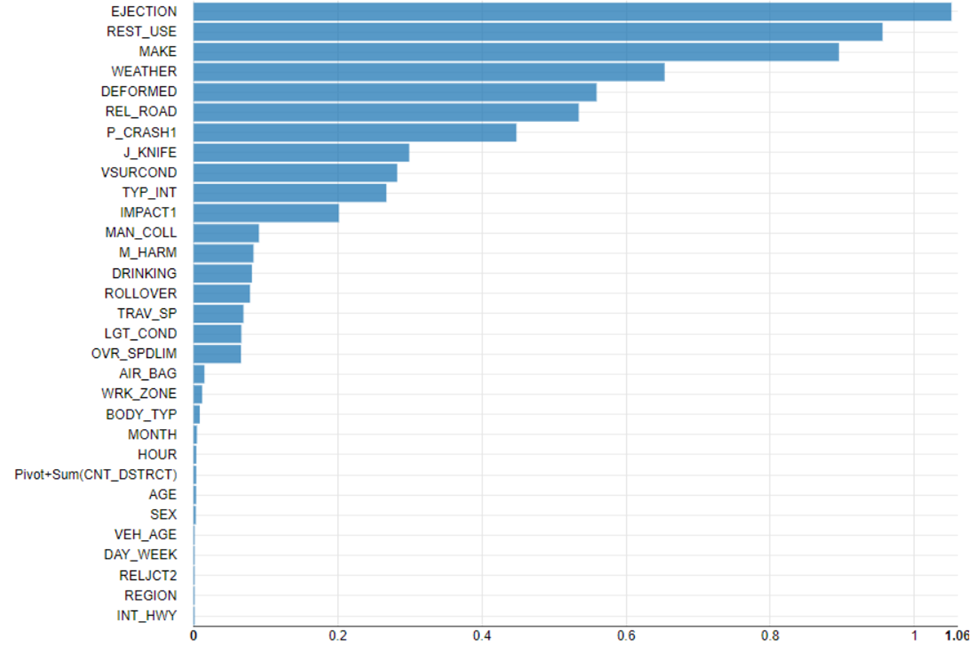 EJECTION
REST_USE
MAKE
WEATHER
DEFORMED
REL_ROAD
P_CRASH1
J_KNIFE
VSURCOND
TYP_INT
IMPACT1
MAN_COLL
M_HARM
DRINKING
ROLLOVER
TRAV_SP
LGT_COND
OVR_SPDLIM
AIR_BAG
WRK_ZONE
BODY_TYP
MONTH
HOUR
Pivot+Sum(CNT_DSTRCT)
AGE
SEX
VEH_AGE
DAY_WEEK
RELJCT2
REGION
INT_HWY
0 0.2 0.4 0.6 0.8 1 1.06